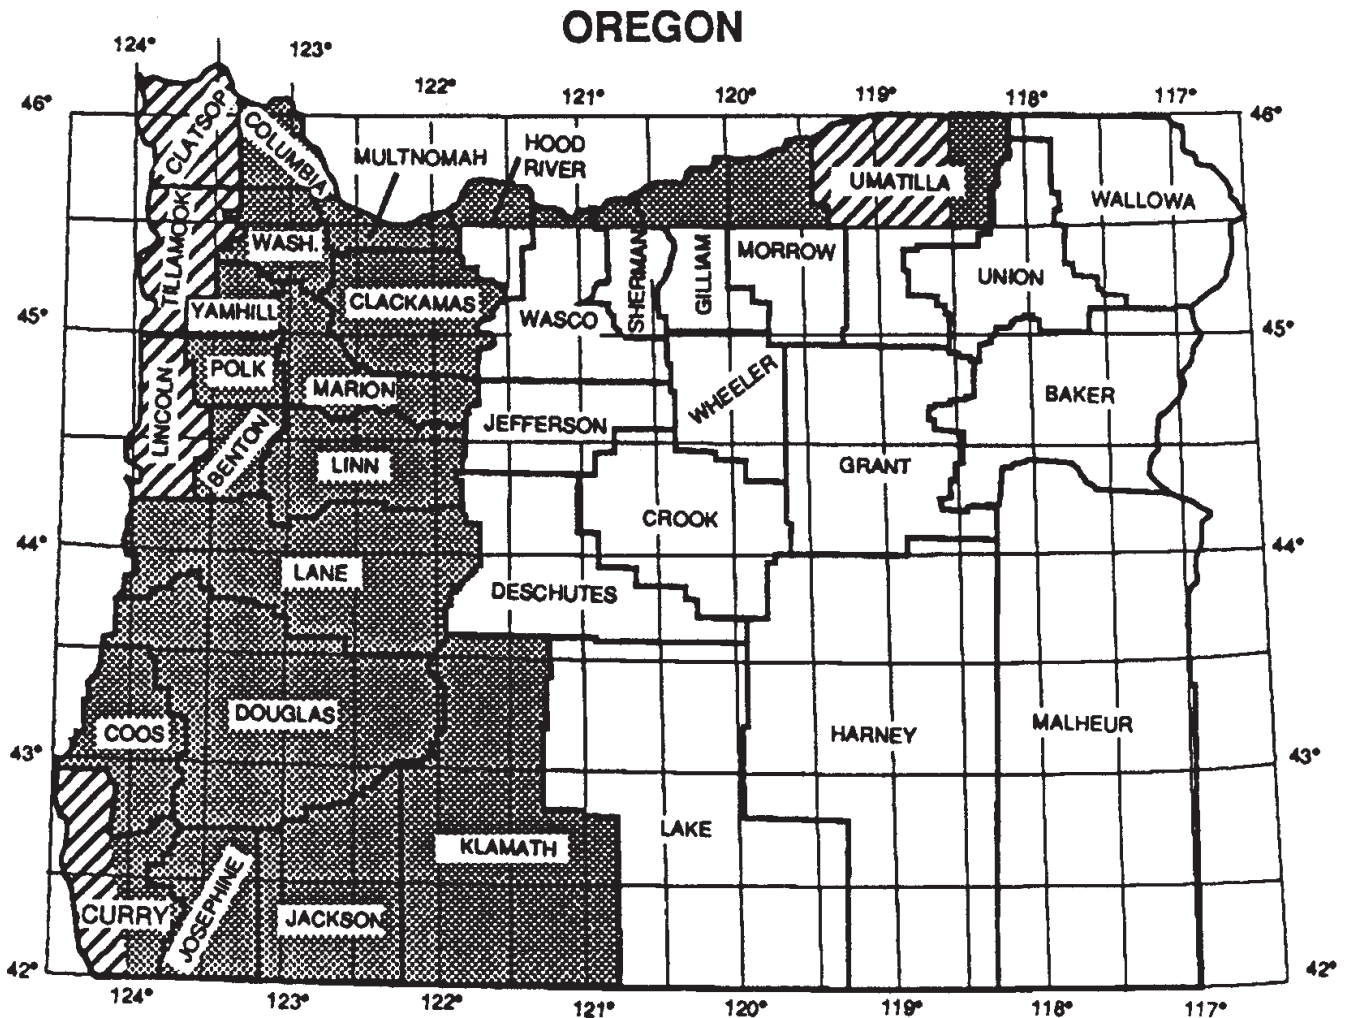 OREGON
124°
123°
122°
121°
120°
119°
118°
117°
46°
46°
CLATSOP
COLUMBIA
MULTNOMAH
HOOD
RIVER
UMATILLA
WALLOWA
TILLAMOOK
WASH.
SHERMAN
GILLIAM
MORROW
UNION
YAMHILL
CLACKAMAS
WASCO
45°
45°
POLK
MARION
WHEELER
BAKER
LINCOLN
BENTON
JEFFERSON
LINN
GRANT
CROOK
44°
44°
LANE
DESCHUTES
COOS
DOUGLAS
HARNEY
MALHEUR
43°
43°
LAKE
KLAMATH
CURRY
JOSEPHINE
JACKSON
42°
42°
124°
123°
122°
121°
120°
119°
118°
117°